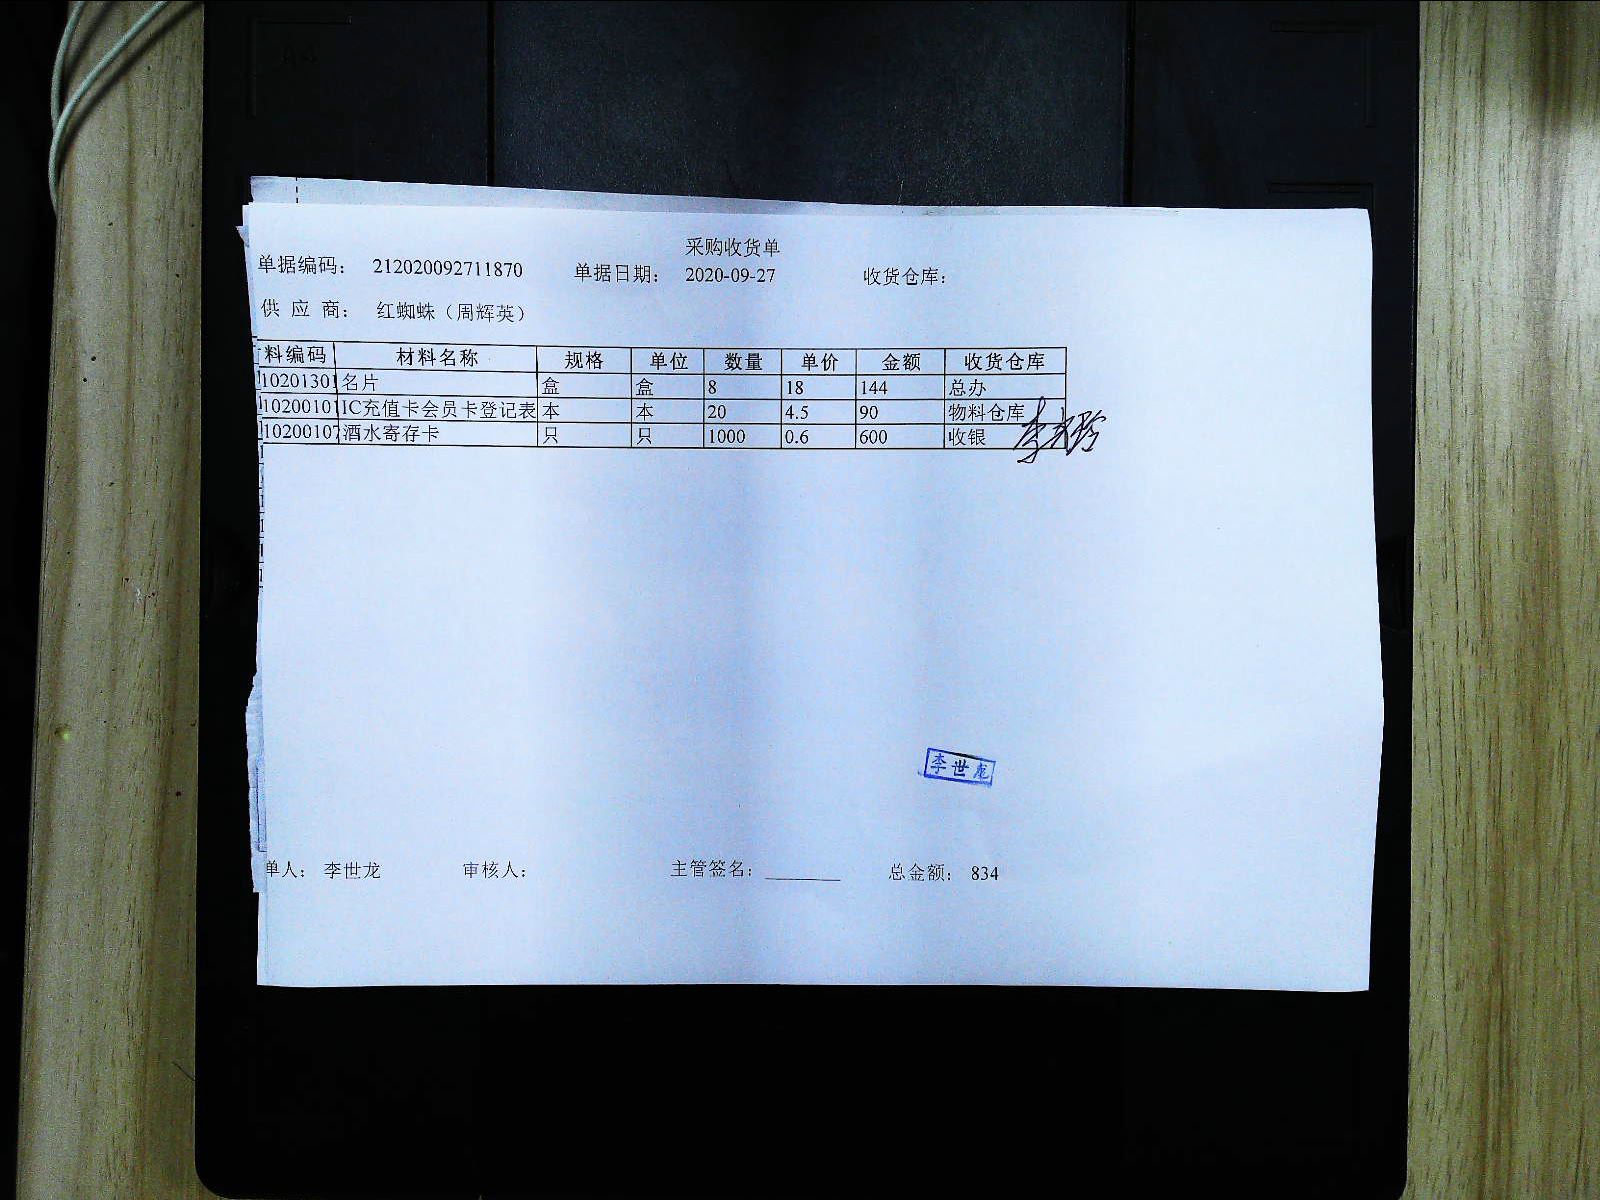 采购收货单
单据编码： 212020092711870 单据日期： 2020-09-27 收货仓库：
供 应 商： 红蜘蛛（周辉英）
料编码 材料名称 规格 单位 数量 单价 金额 收货仓库
10201301 名片 盒 盒 8 18 144 总办
10200101 IC充值卡会员卡登记表 本 本 20 4.5 90 物料仓库
10200107 酒水寄存卡 只 只 1000 0.6 600 收银
李世龙
单人： 李世龙 审核人： 主管签名： 总金额： 834